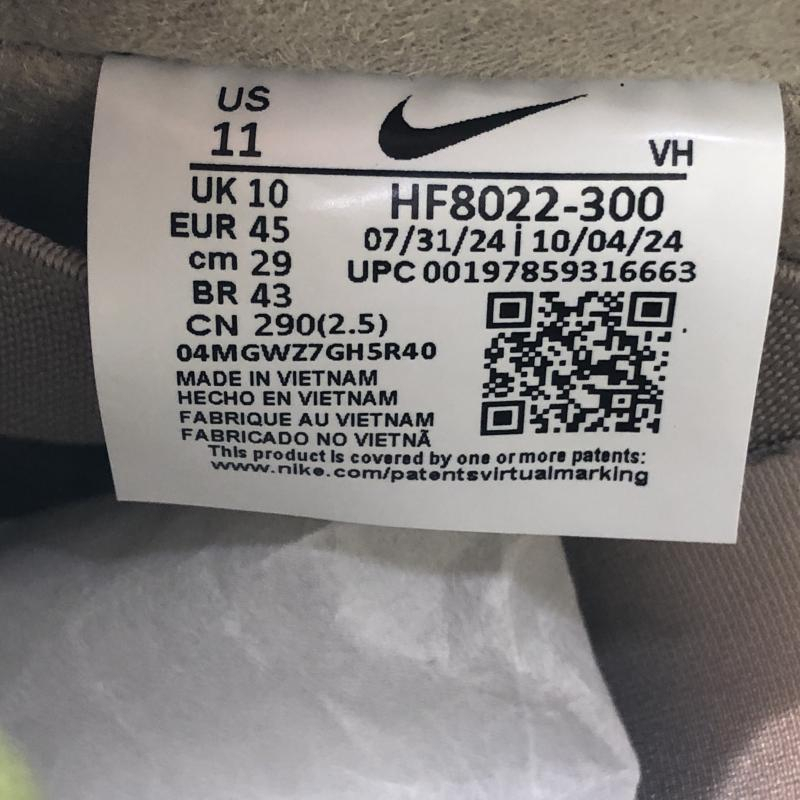 US
11
VH
UK 10
HF8022-300
EUR 45
07/31/24 | 10/04/24
cm 29
UPC 00197859316663
BR 43
CN 290(2.5)
04MGWZ7GH5R40
MADE IN VIETNAM
HECHO EN VIETNAM
FABRIQUE AU VIETNAM
FABRICADO NO VIETNÃ
This product is covered by one or more patents:
www.nike.com/patentsvirtualmarking